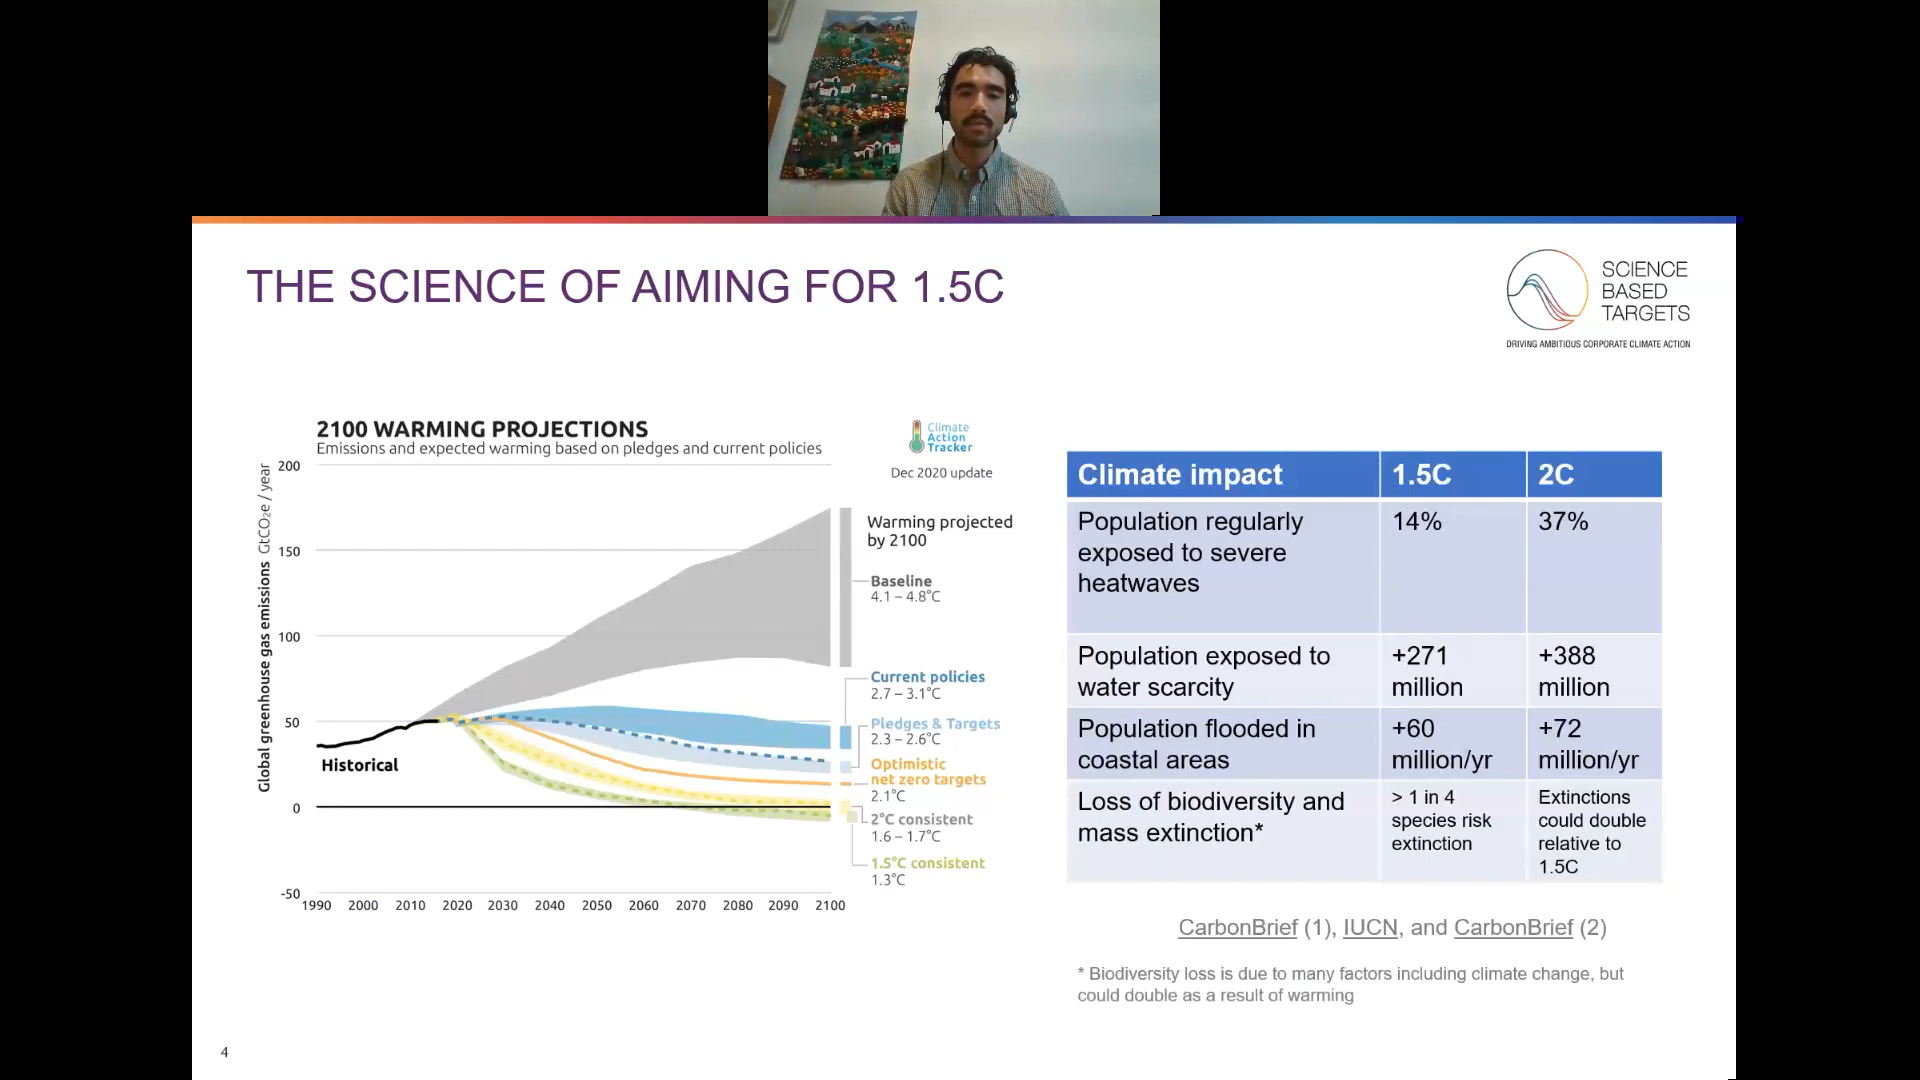 THE SCIENCE OF AIMING FOR 1.5C
SCIENCE
BASED
TARGETS
DRIVING AMBITIOUS CORPORATE CLIMATE ACTION
2100 WARMING PROJECTIONS
Emissions and expected warming based on pledges and current policies
Climate
Action
Tracker
Dec 2020 update
Global greenhouse gas emissions GtCO2e / year
200
150
100
50
0
-50
1990 2000 2010 2020 2030 2040 2050 2060 2070 2080 2090 2100
Historical
Warming projected
by 2100
Baseline
4.1 – 4.8°C
Current policies
2.7 – 3.1°C
Pledges & Targets
2.3 – 2.6°C
Optimistic
net zero targets
2.1°C
2°C consistent
1.6 – 1.7°C
1.5°C consistent
1.3°C
Climate impact 1.5C 2C
Population regularly 14% 37%
exposed to severe
heatwaves
Population exposed to +271 +388
water scarcity million million
Population flooded in +60 +72
coastal areas million/yr million/yr
Loss of biodiversity and > 1 in 4 Extinctions
mass extinction* species risk could double
extinction relative to
1.5C
CarbonBrief (1), IUCN, and CarbonBrief (2)
* Biodiversity loss is due to many factors including climate change, but
could double as a result of warming
4